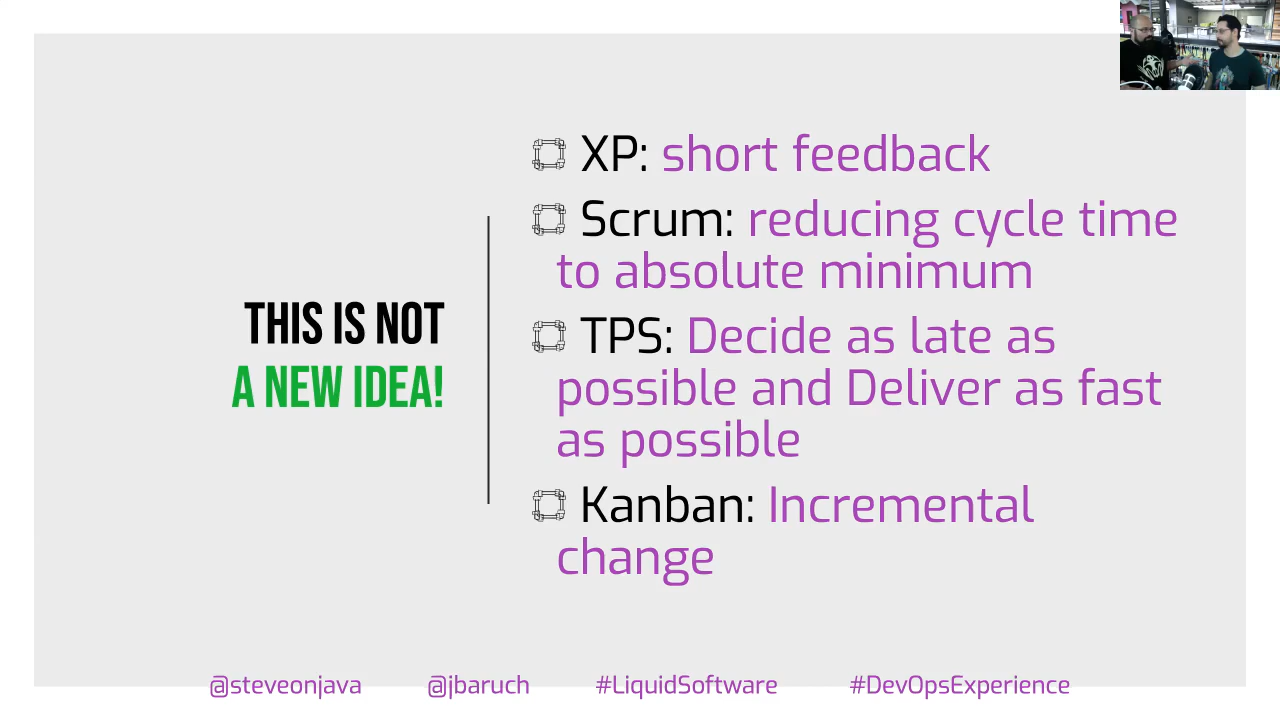 THIS IS NOT
A NEW IDEA!
XP: short feedback
Scrum: reducing cycle time
to absolute minimum
TPS: Decide as late as
possible and Deliver as fast
as possible
Kanban: Incremental
change
@steveonjava @jbaruch #LiquidSoftware #DevOpsExperience